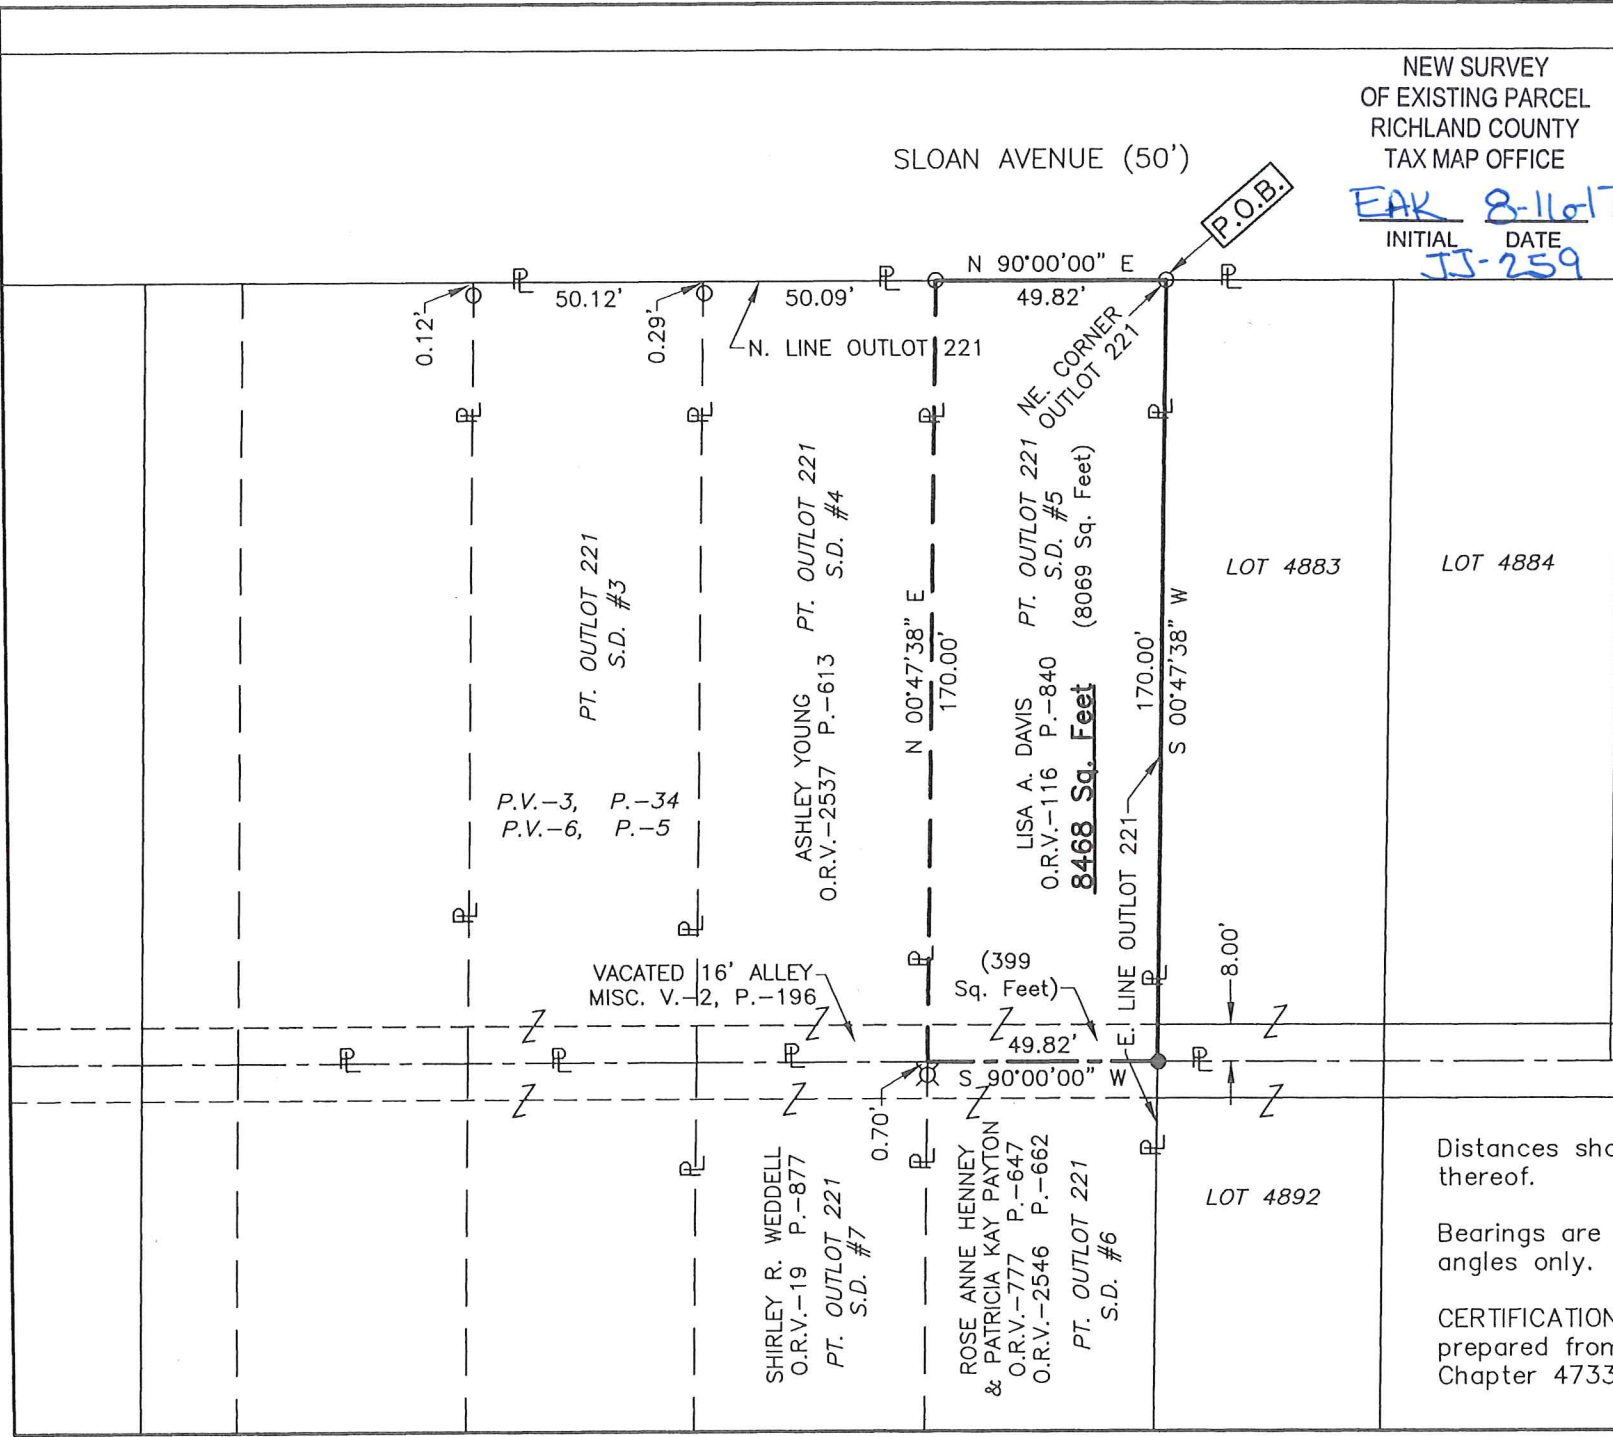 NEW SURVEY
OF EXISTING PARCEL
RICHLAND COUNTY
TAX MAP OFFICE
EAK 8-16-17
INITIAL DATE
JJ-259
SLOAN AVENUE (50')
P.O.B.
N 90°00'00" E
49.82'
50.12'
50.09'
0.12'
0.29'
N. LINE OUTLOT 221
NE. CORNER
OUTLOT 221
PT. OUTLOT 221
S.D. #3
PT. OUTLOT 221
S.D. #4
PT. OUTLOT 221
S.D. #5
(8069 Sq. Feet)
LOT 4883
LOT 4884
P.V.-3, P.-34
P.V.-6, P.-5
ASHLEY YOUNG
O.R.V.-2537 P.-613
N 00°47'38" E
170.00'
LISA A. DAVIS
O.R.V.-116 P.-840
8468 Sq. Feet
170.00'
S 00°47'38" W
E. LINE OUTLOT 221
8.00'
VACATED 16' ALLEY
MISC. V.-2, P.-196
(399
Sq. Feet)
49.82'
S 90°00'00" W
0.70'
SHIRLEY R. WEDDELL
O.R.V.-19 P.-877
PT. OUTLOT 221
S.D. #7
ROSE ANNE HENNEY
& PATRICIA KAY PAYTON
O.R.V.-777 P.-647
O.R.V.-2546 P.-662
PT. OUTLOT 221
S.D. #6
LOT 4892
Distances sho
thereof.
Bearings are
angles only.
CERTIFICATION
prepared from
Chapter 4733